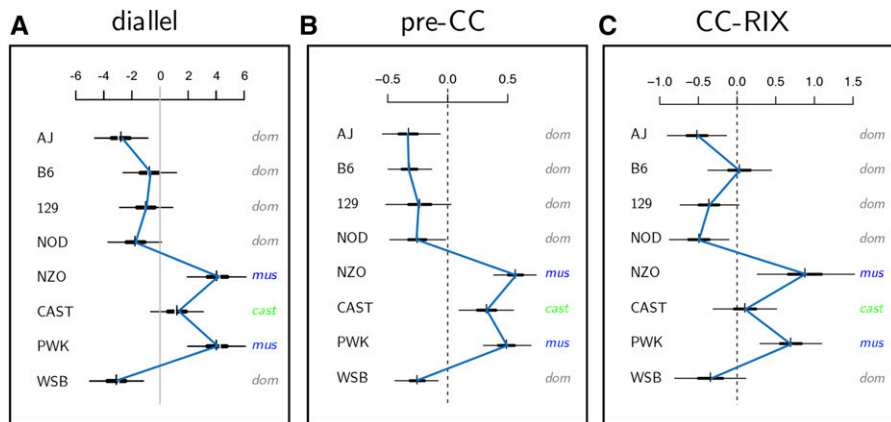 A diallel
-6 -4 -2 0 2 4 6
AJ dom
B6 dom
129 dom
NOD dom
NZO mus
CAST cast
PWK mus
WSB dom
B pre-CC
−0.5 0.0 0.5
AJ dom
B6 dom
129 dom
NOD dom
NZO mus
CAST cast
PWK mus
WSB dom
C CC-RIX
−1.0 −0.5 0.0 0.5 1.0 1.5
AJ dom
B6 dom
129 dom
NOD dom
NZO mus
CAST cast
PWK mus
WSB dom